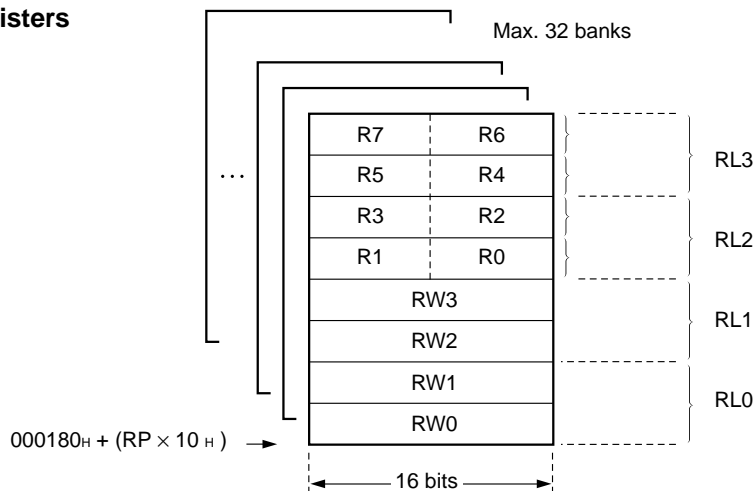 isters
Max. 32 banks
R7 R6
RL3
...
R5 R4
R3 R2
RL2
R1 R0
RW3
RL1
RW2
RW1
RL0
RW0
000180H + (RP × 10 H )
16 bits